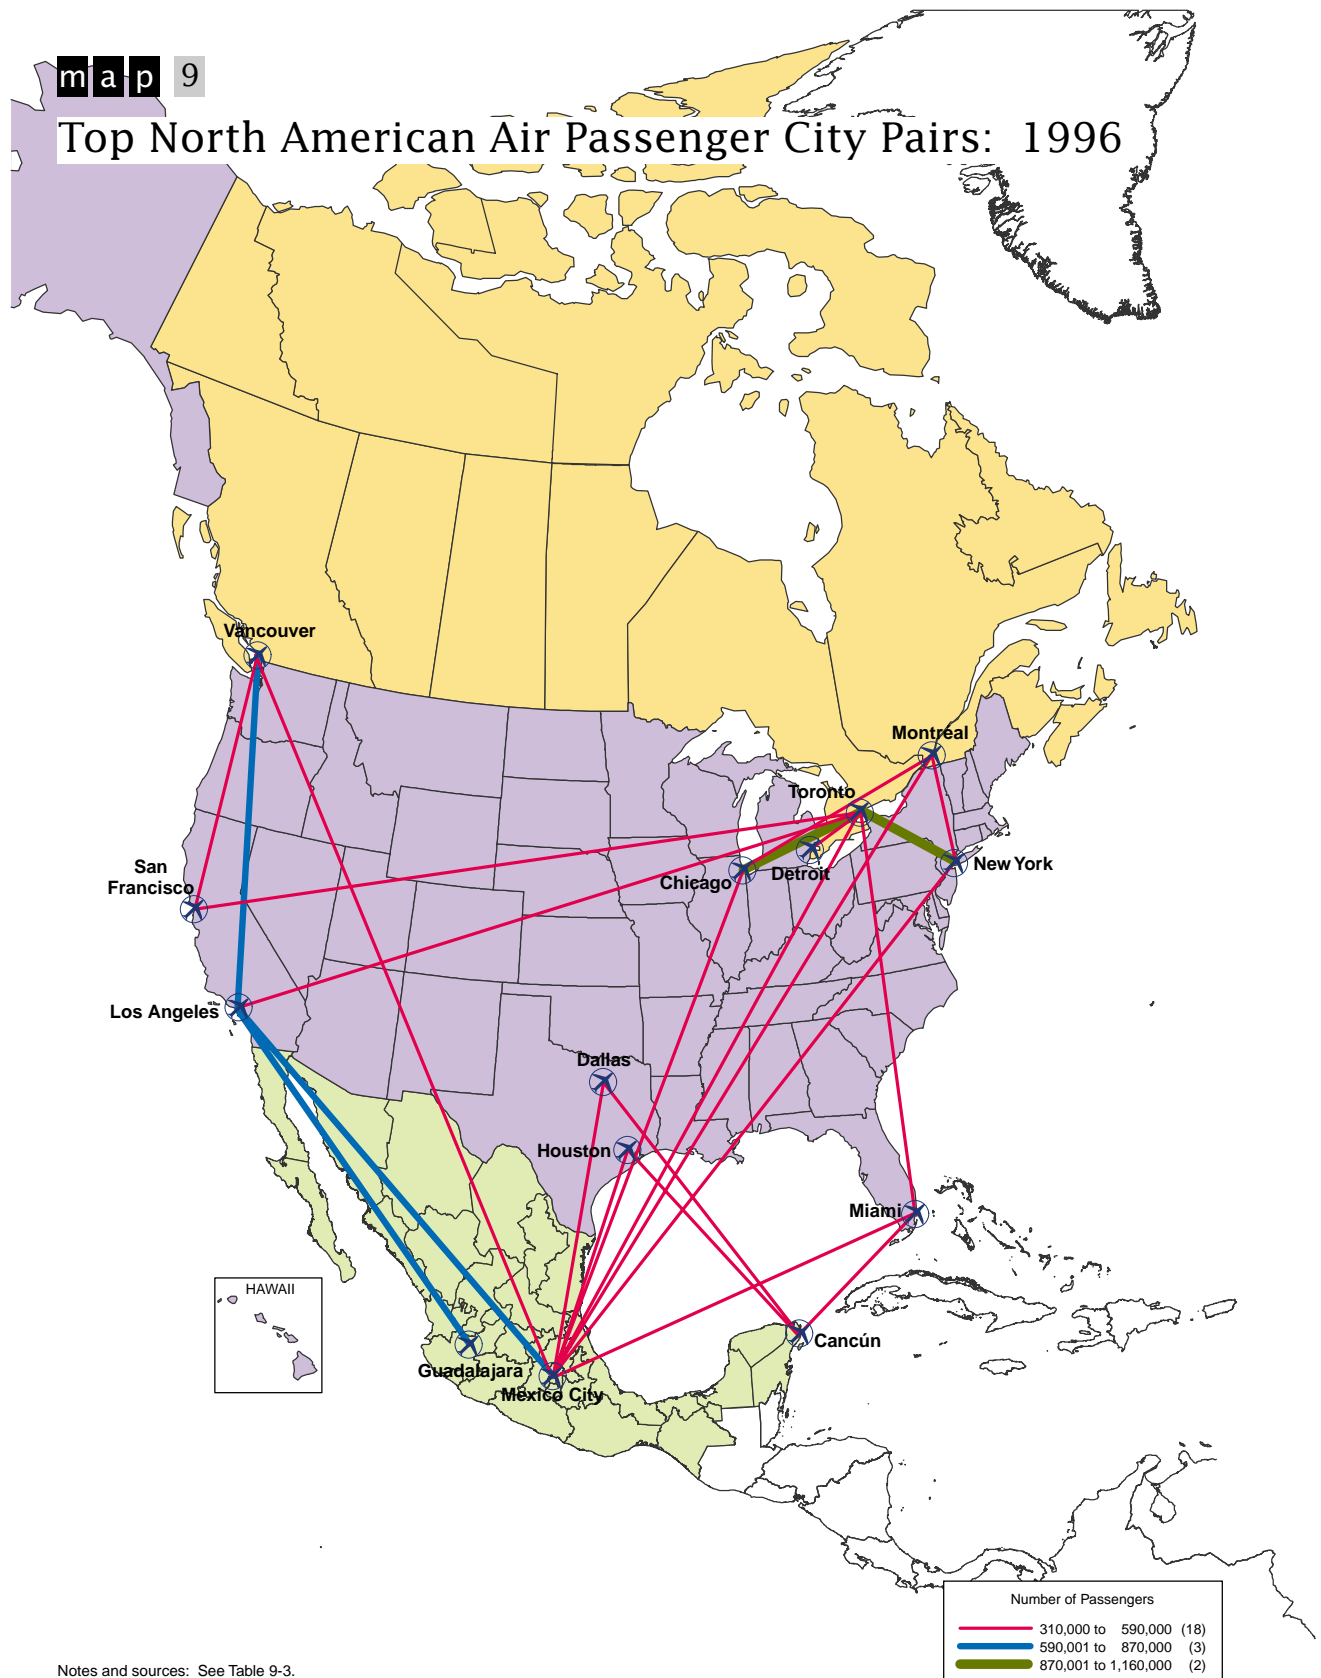 map 9
Top North American Air Passenger City Pairs: 1996
Vancouver
Montréal
Toronto
San
Francisco
Chicago
Detroit
New York
Los Angeles
Dallas
Houston
Miami
HAWAII
Cancún
Guadalajara
Mexico City
Number of Passengers
310,000 to 590,000 (18)
590,001 to 870,000 (3)
870,001 to 1,160,000 (2)
Notes and sources: See Table 9-3.